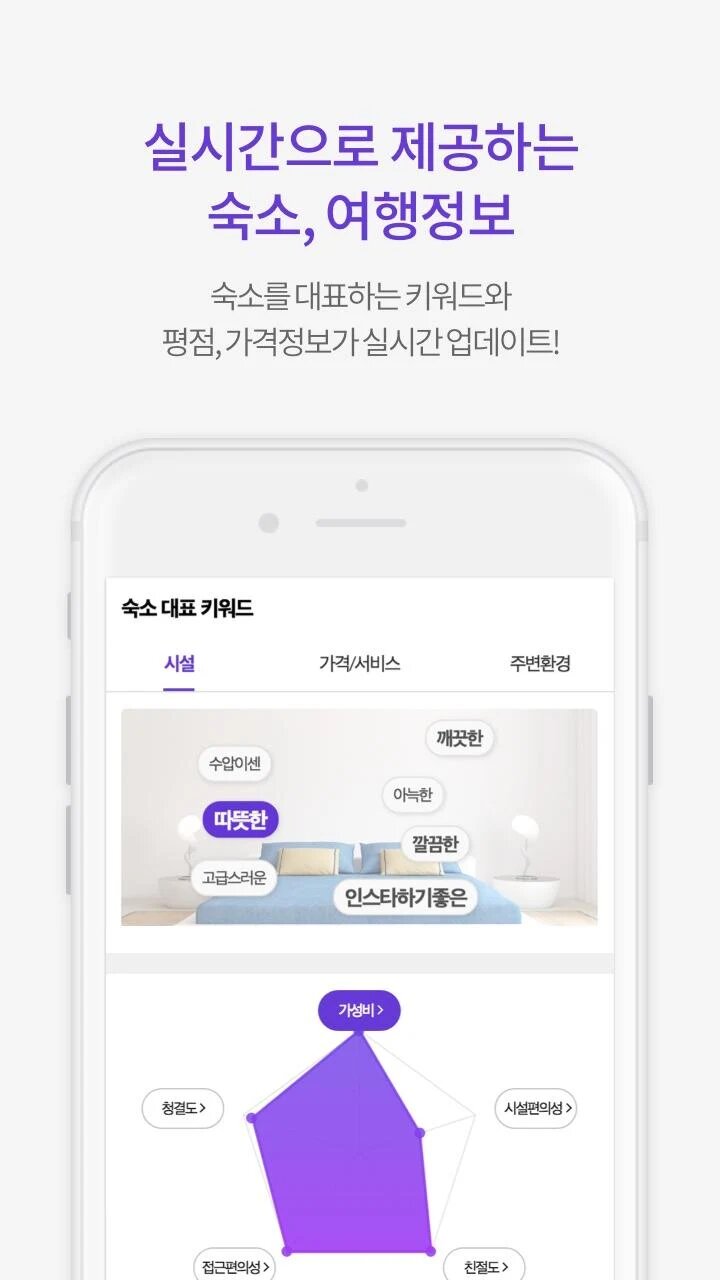 실시간으로 제공하는
숙소, 여행정보
숙소를 대표하는 키워드와
평점, 가격정보가 실시간 업데이트!
숙소 대표 키워드
시설 가격/서비스 주변환경
깨끗한
수압이센
아늑한
따뜻한
깔끔한
고급스러운
인스타하기좋은
가성비 >
청결도 > 시설편의성 >
접근편의성 > 친절도 >